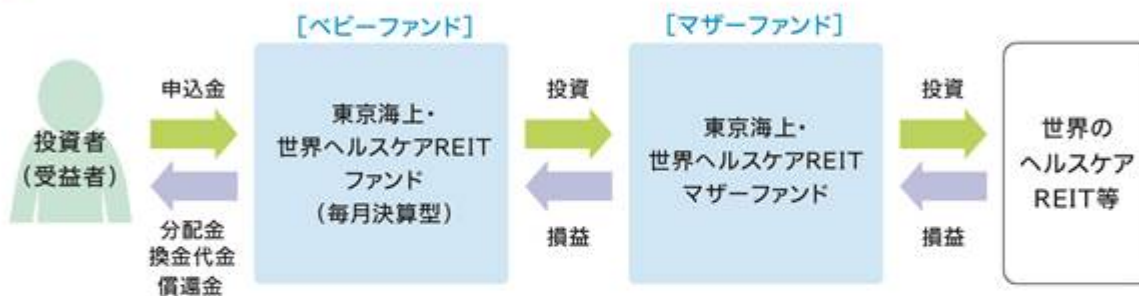 [ベビーファンド]
[マザーファンド]
投資者
(受益者)
申込金
分配金
換金代金
償還金
東京海上・
世界ヘルスケアREIT
ファンド
(毎月決算型)
投資
損益
東京海上・
世界ヘルスケアREIT
マザーファンド
投資
損益
世界の
ヘルスケア
REIT等